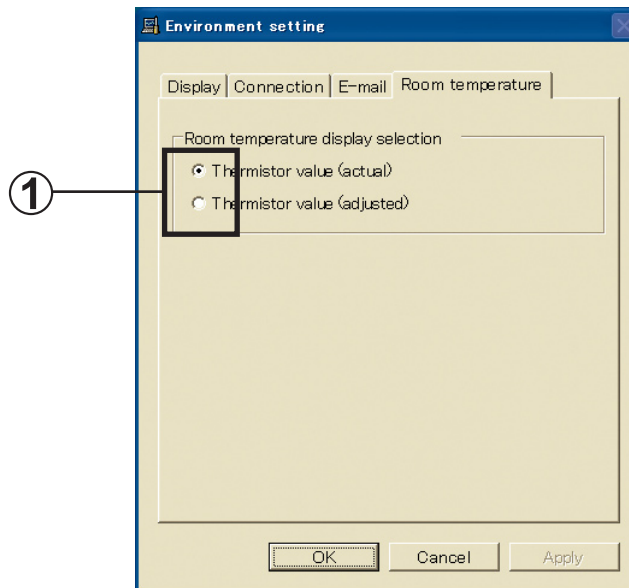 Environment setting
Display Connection E-mail Room temperature
Room temperature display selection
Thermistor value (actual)
1
Thermistor value (adjusted)
OK Cancel Apply